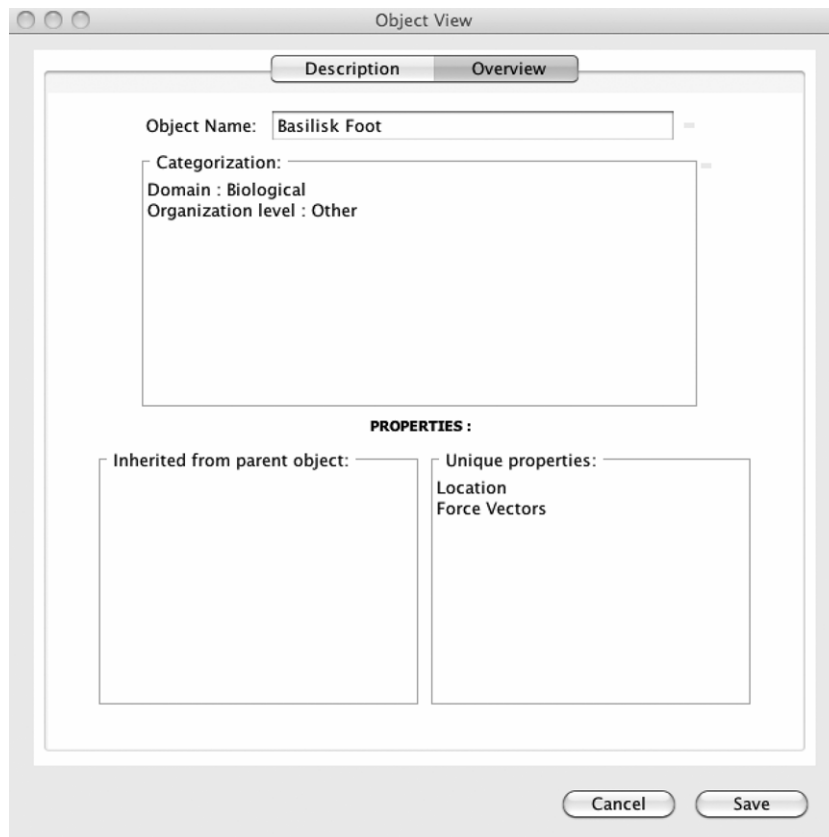 Object View
Description Overview
Object Name: Basilisk Foot
Categorization:
Domain : Biological
Organization level : Other
PROPERTIES :
Inherited from parent object:
Unique properties:
Location
Force Vectors
Cancel Save